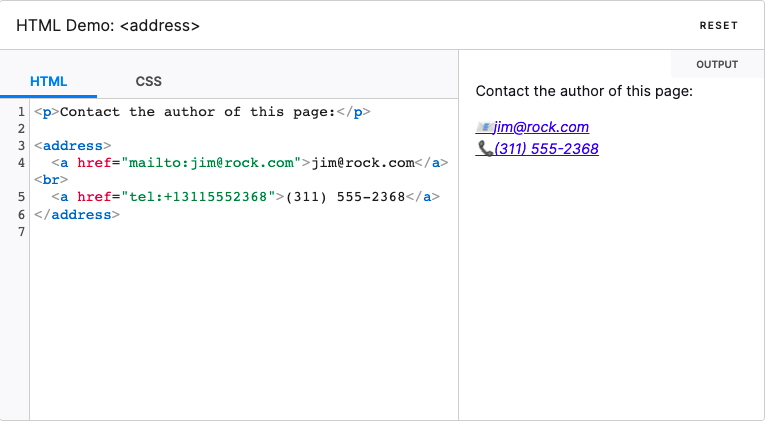 HTML Demo: <address>
RESET
HTML
CSS
OUTPUT
1 <p>Contact the author of this page:</p>
2
3 <address>
4   <a href="mailto:jim@rock.com">jim@rock.com</a>
<br>
5   <a href="tel:+13115552368">(311) 555-2368</a>
6 </address>
7
Contact the author of this page:
📧jim@rock.com
📞(311) 555-2368